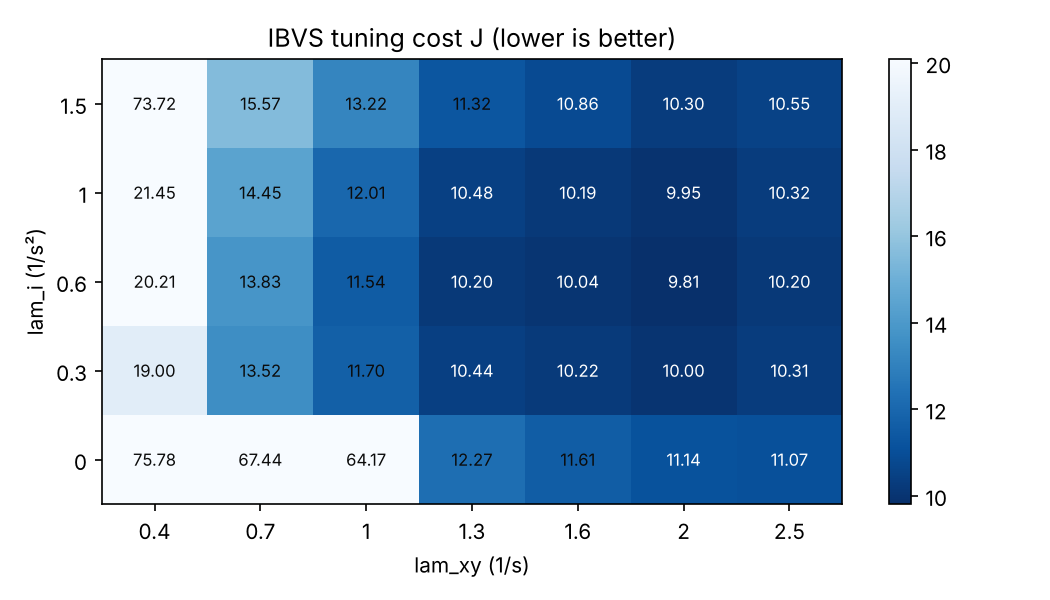 IBVS tuning cost J (lower is better)
1.5 73.72 15.57 13.22 11.32 10.86 10.30 10.55
1 21.45 14.45 12.01 10.48 10.19 9.95 10.32
0.6 20.21 13.83 11.54 10.20 10.04 9.81 10.20
0.3 19.00 13.52 11.70 10.44 10.22 10.00 10.31
0 75.78 67.44 64.17 12.27 11.61 11.14 11.07
0.4 0.7 1 1.3 1.6 2 2.5
lam_xy (1/s)
lam_i (1/s²)
20
18
16
14
12
10